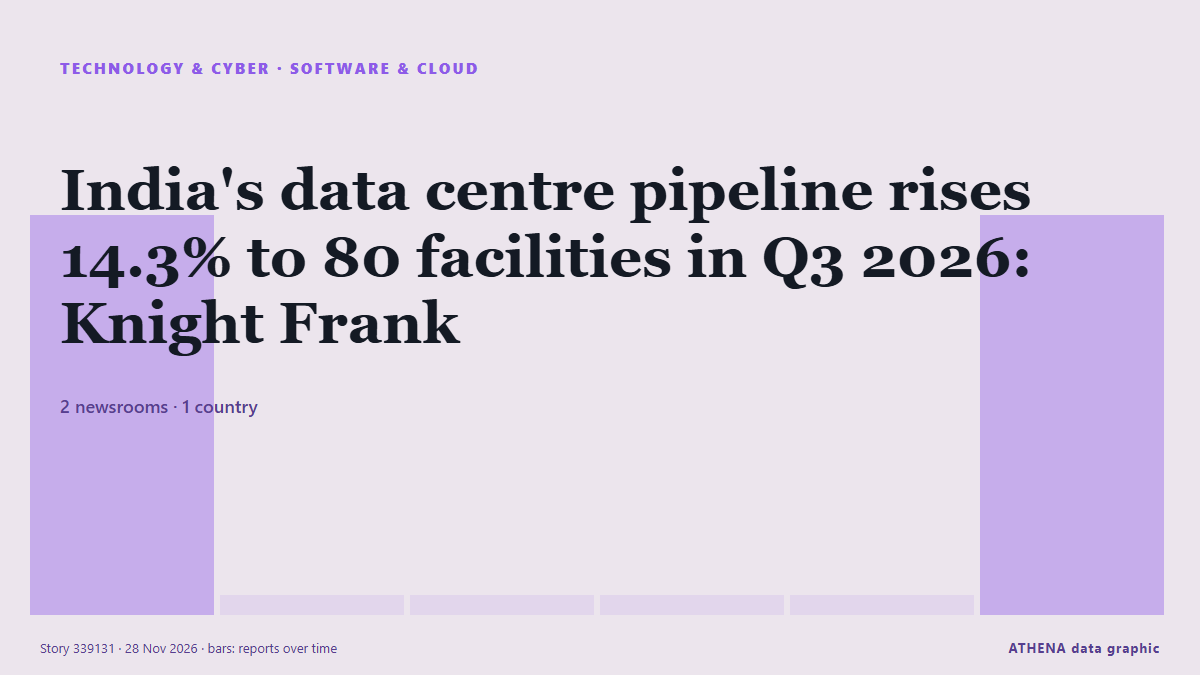 TECHNOLOGY & CYBER · SOFTWARE & CLOUD
India's data centre pipeline rises
14.3% to 80 facilities in Q3 2026:
Knight Frank
2 newsrooms · 1 country
Story 339131 · 28 Nov 2026 · bars: reports over time
ATHENA data graphic